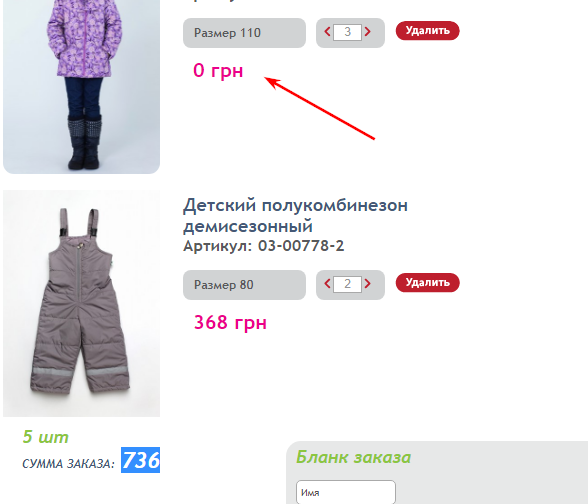 Размер 110
3
Удалить
0 грн
Детский полукомбинезон
демисезонный
Артикул: 03-00778-2
Размер 80
2
Удалить
368 грн
5 шт
СУММА ЗАКАЗА: 736
Бланк заказа
Имя